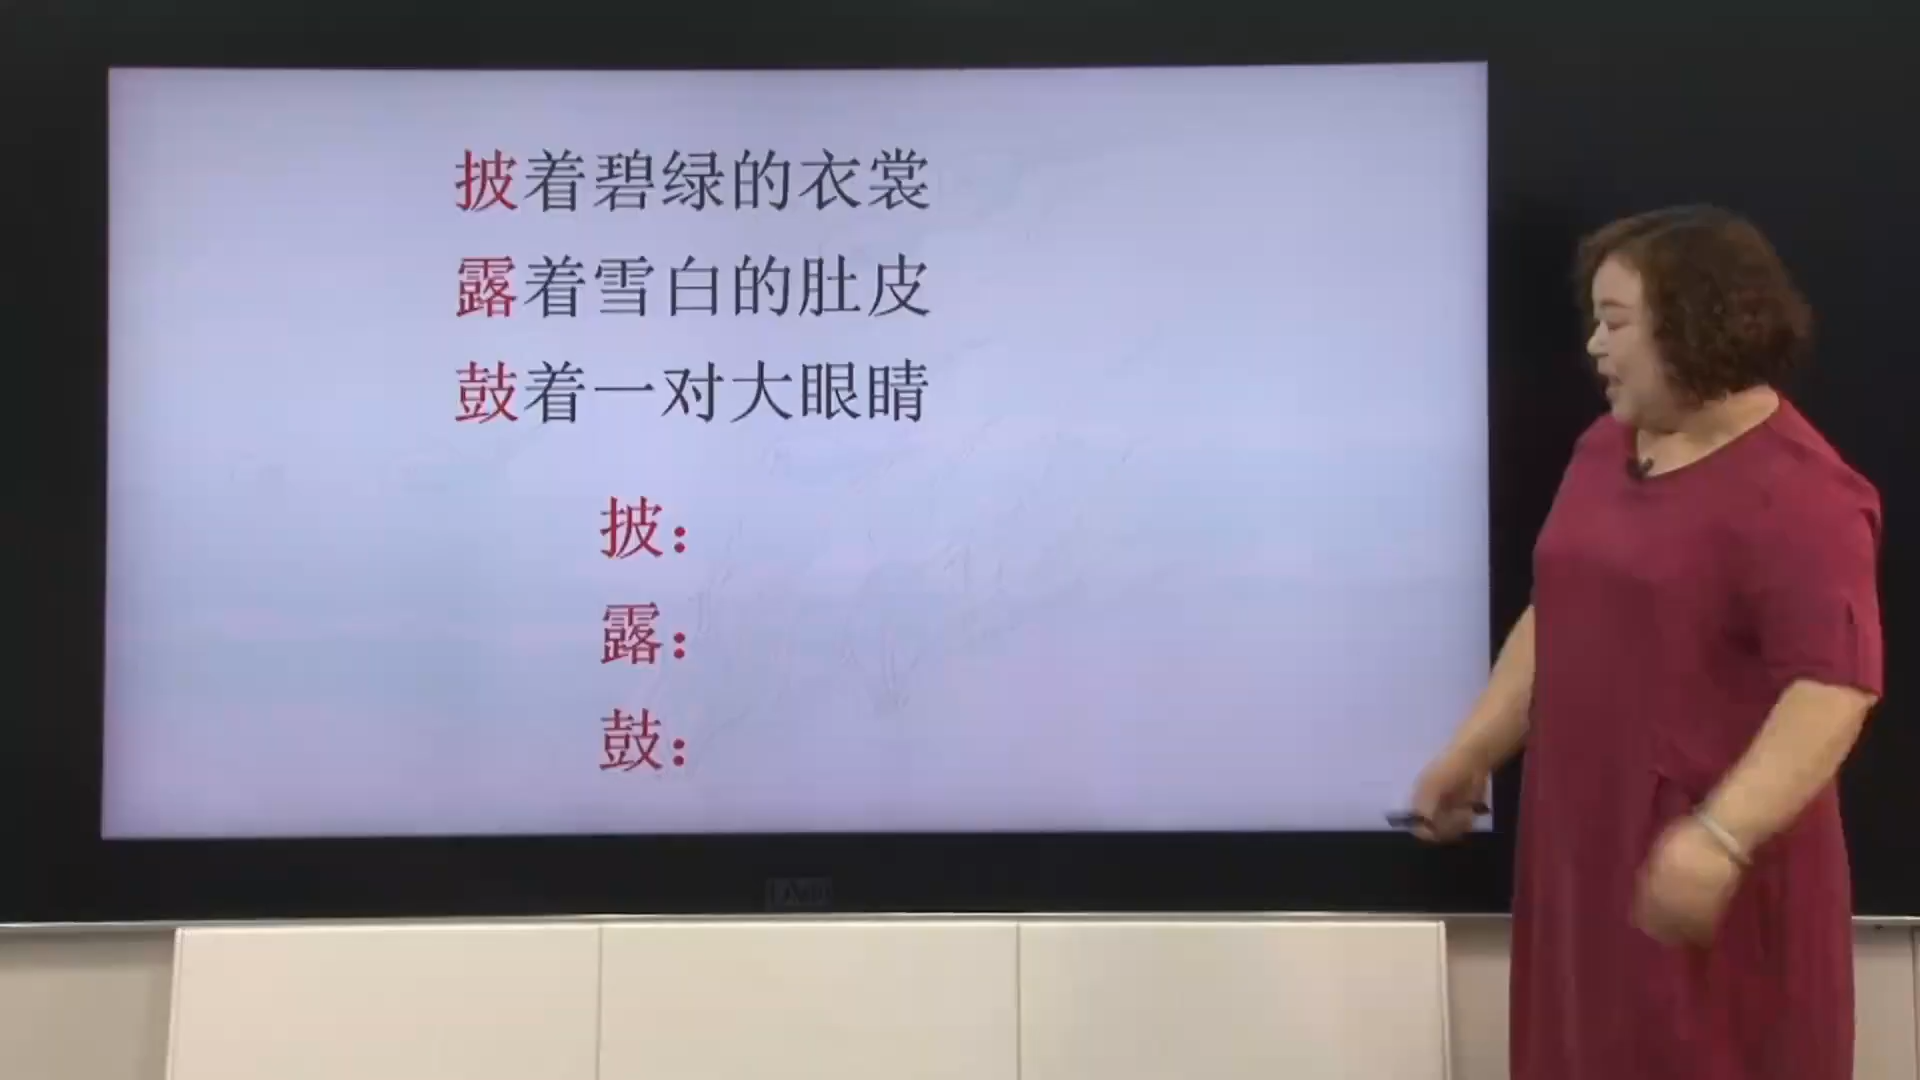 披着碧绿的衣裳
露着雪白的肚皮
鼓着一对大眼睛
披：
露：
鼓：